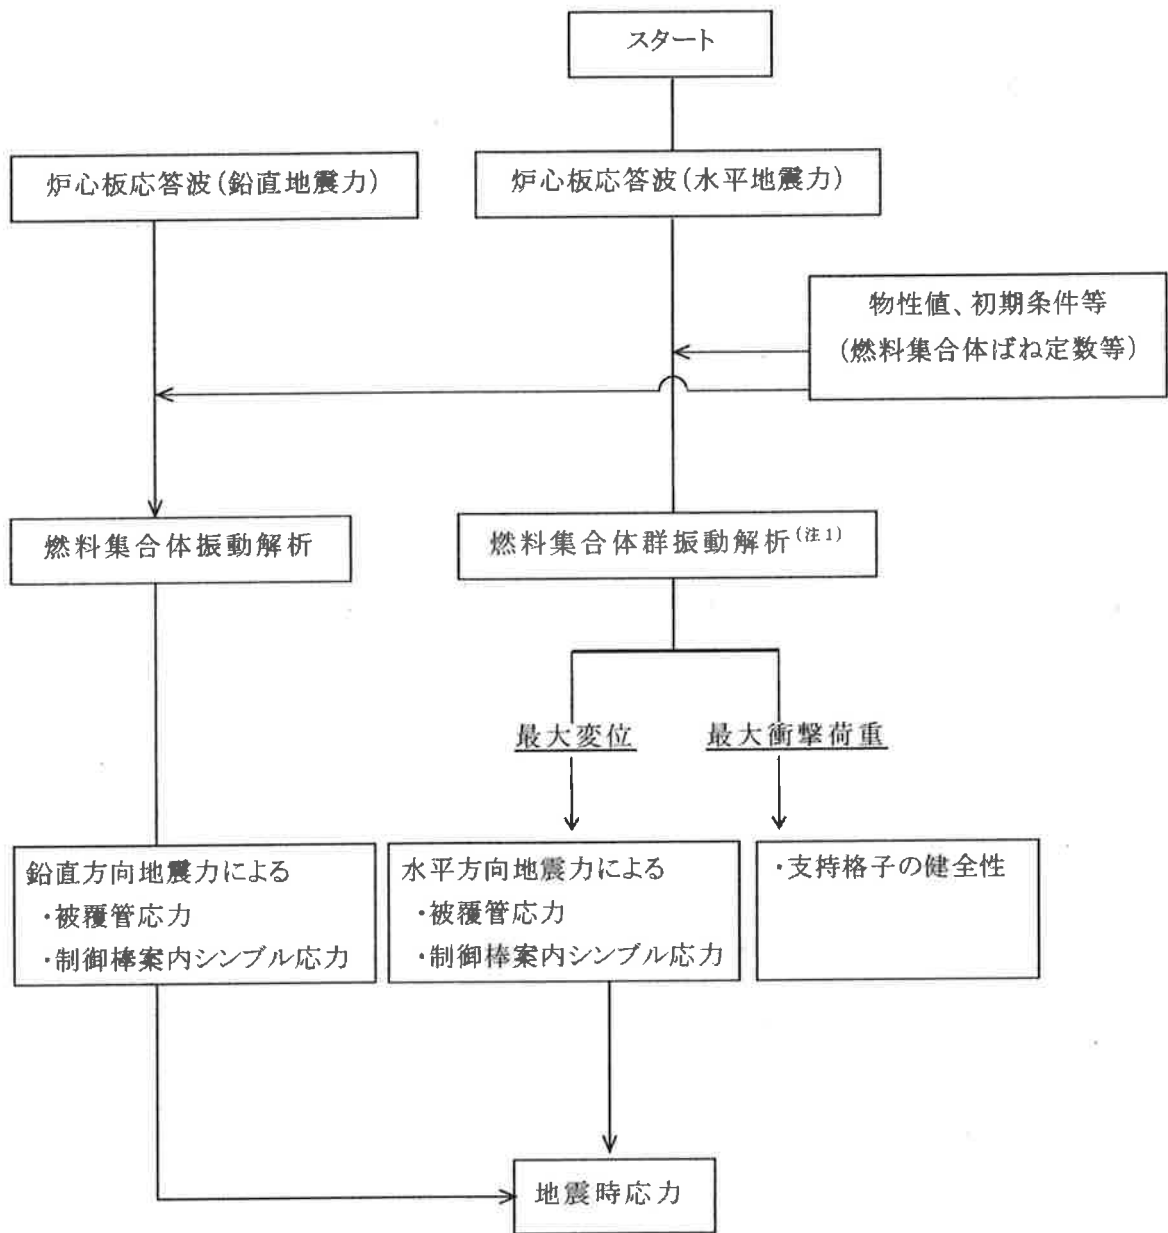 スタート
炉心板応答波(鉛直地震力)
炉心板応答波(水平地震力)
物性値、初期条件等
(燃料集合体ばね定数等)
燃料集合体振動解析
燃料集合体群振動解析(注1)
最大変位
最大衝撃荷重
鉛直方向地震力による
・被覆管応力
・制御棒案内シンブル応力
水平方向地震力による
・被覆管応力
・制御棒案内シンブル応力
・支持格子の健全性
地震時応力